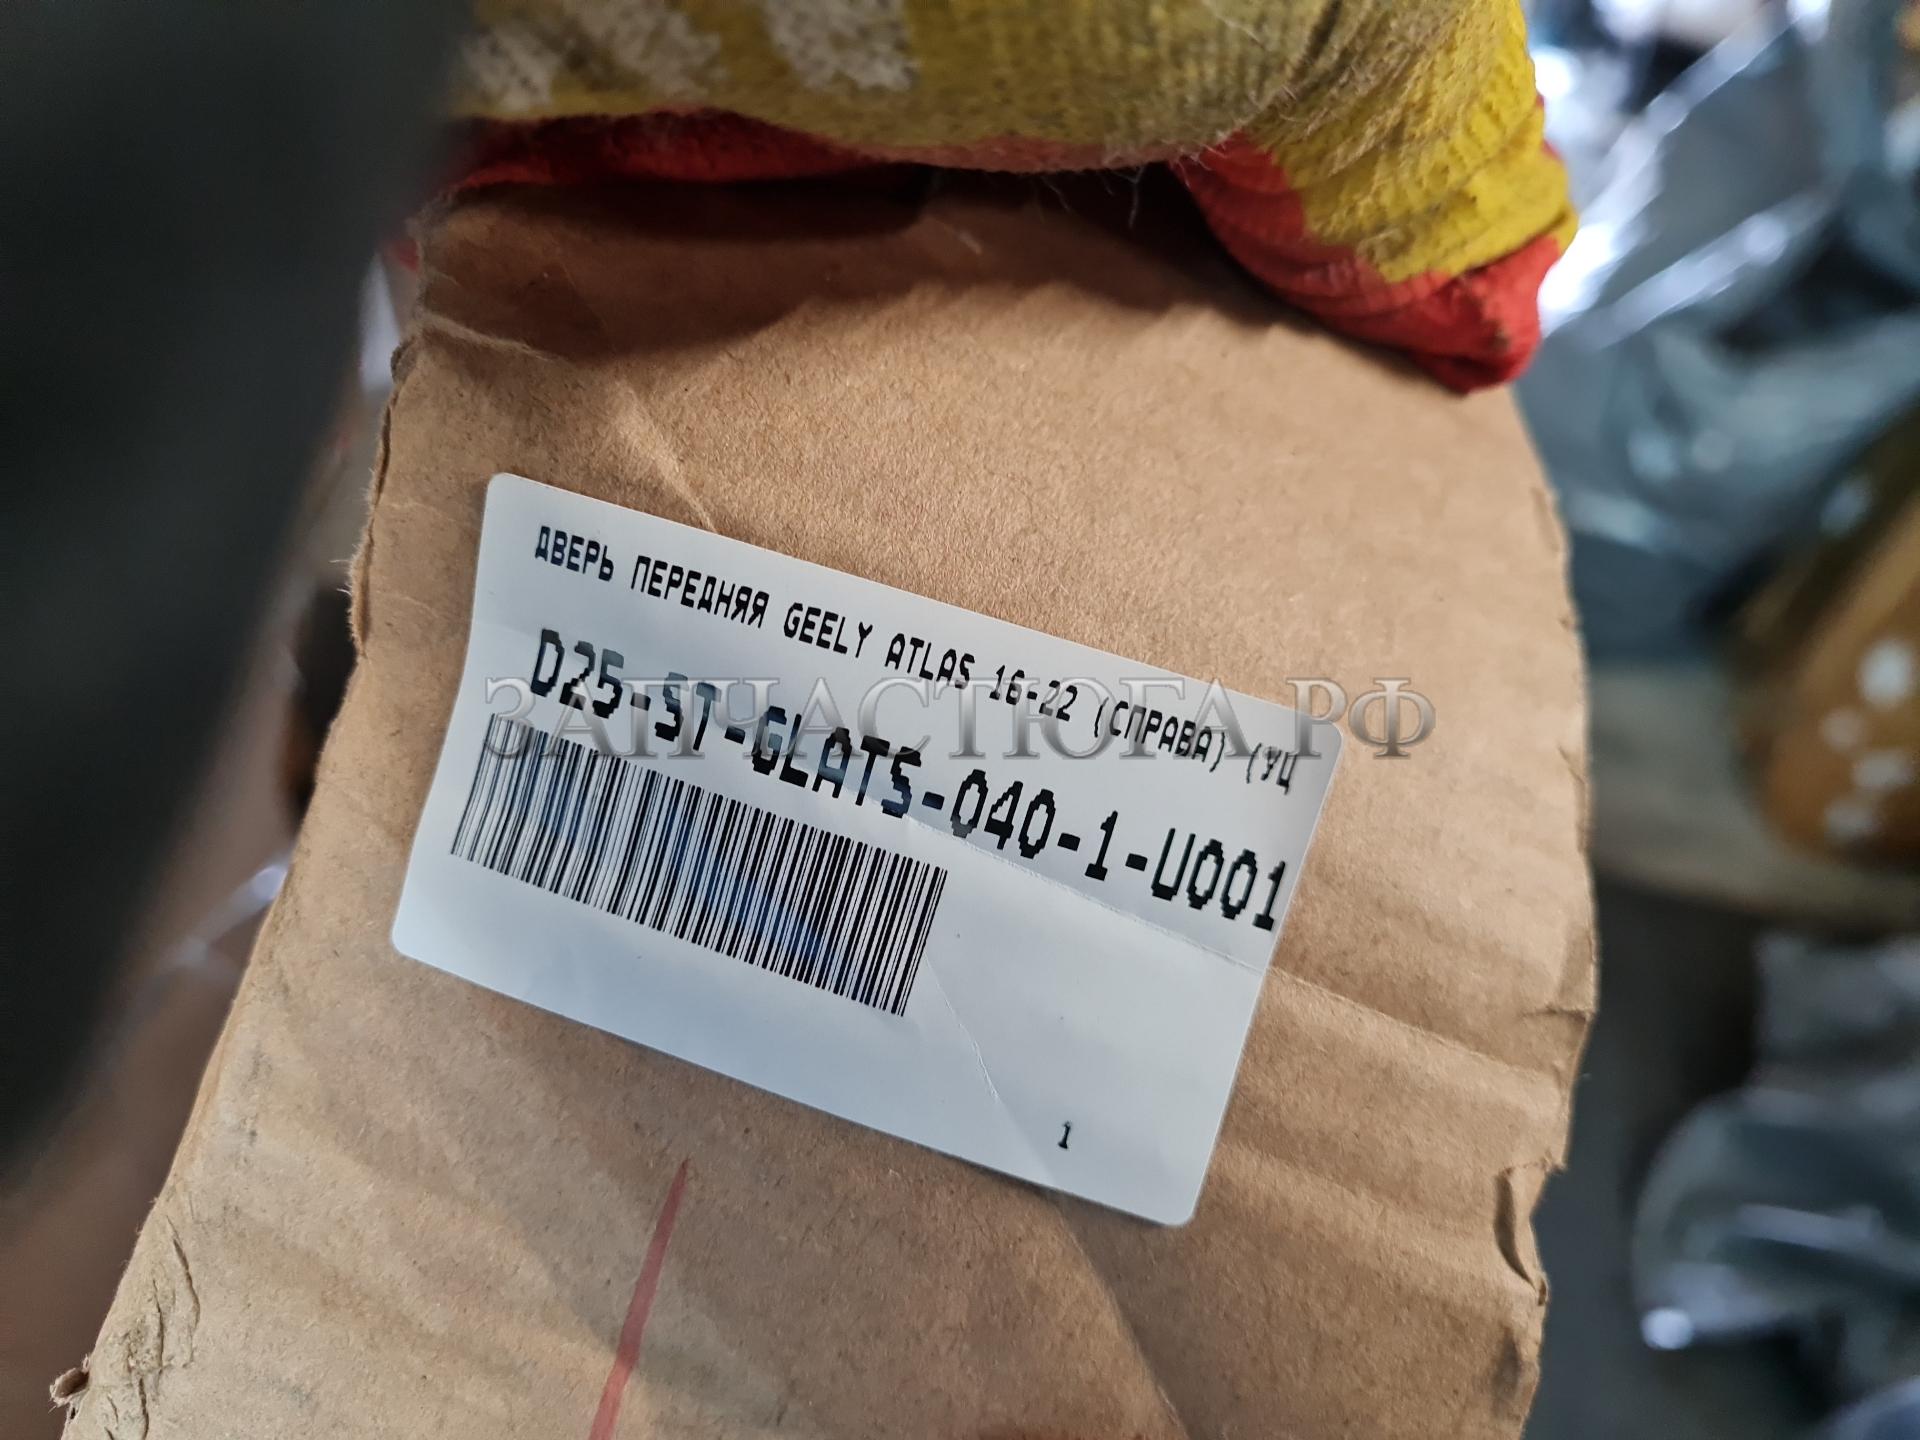 ДВЕРЬ ПЕРЕДНЯЯ GEELY ATLAS 16-22 (СПРАВА) (УЦ
D25-ST-GLATS-040-1-U001
ЗАПЧАСТЮГА.РФ
1